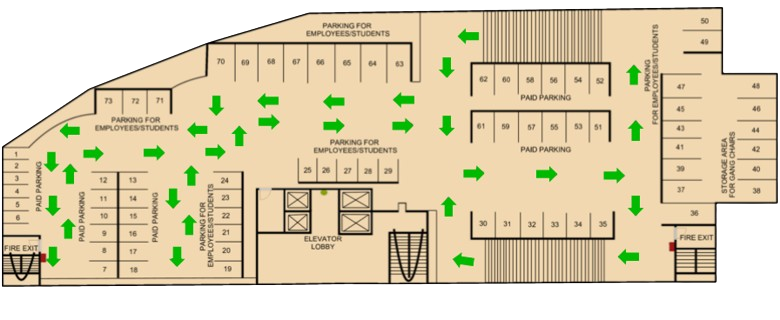 PARKING FOR
EMPLOYEES/STUDENTS
50
49
70 69 68 67 66 65 64 63
62 60 58 56 54 52
PAID PARKING
PARKING
FOR EMPLOYEES/STUDENTS
47
45
43
41
39
37
48
46
44
42
40
38
STORAGE AREA
FOR GANG CHAIRS
73 72 71
PARKING FOR
EMPLOYEES/STUDENTS
61 59 57 55 53 51
PAID PARKING
PARKING FOR
EMPLOYEES/STUDENTS
25 26 27 28 29
1
2
3
4
5
6
PAID PARKING
PAID PARKING
12 13
11 14
10 15
9 16
8 17
7 18
PAID PARKING
PARKING FOR
EMPLOYEES/STUDENTS
24
23
22
21
20
19
ELEVATOR
LOBBY
30 31 32 33 34 35
36
FIRE EXIT
FIRE EXIT